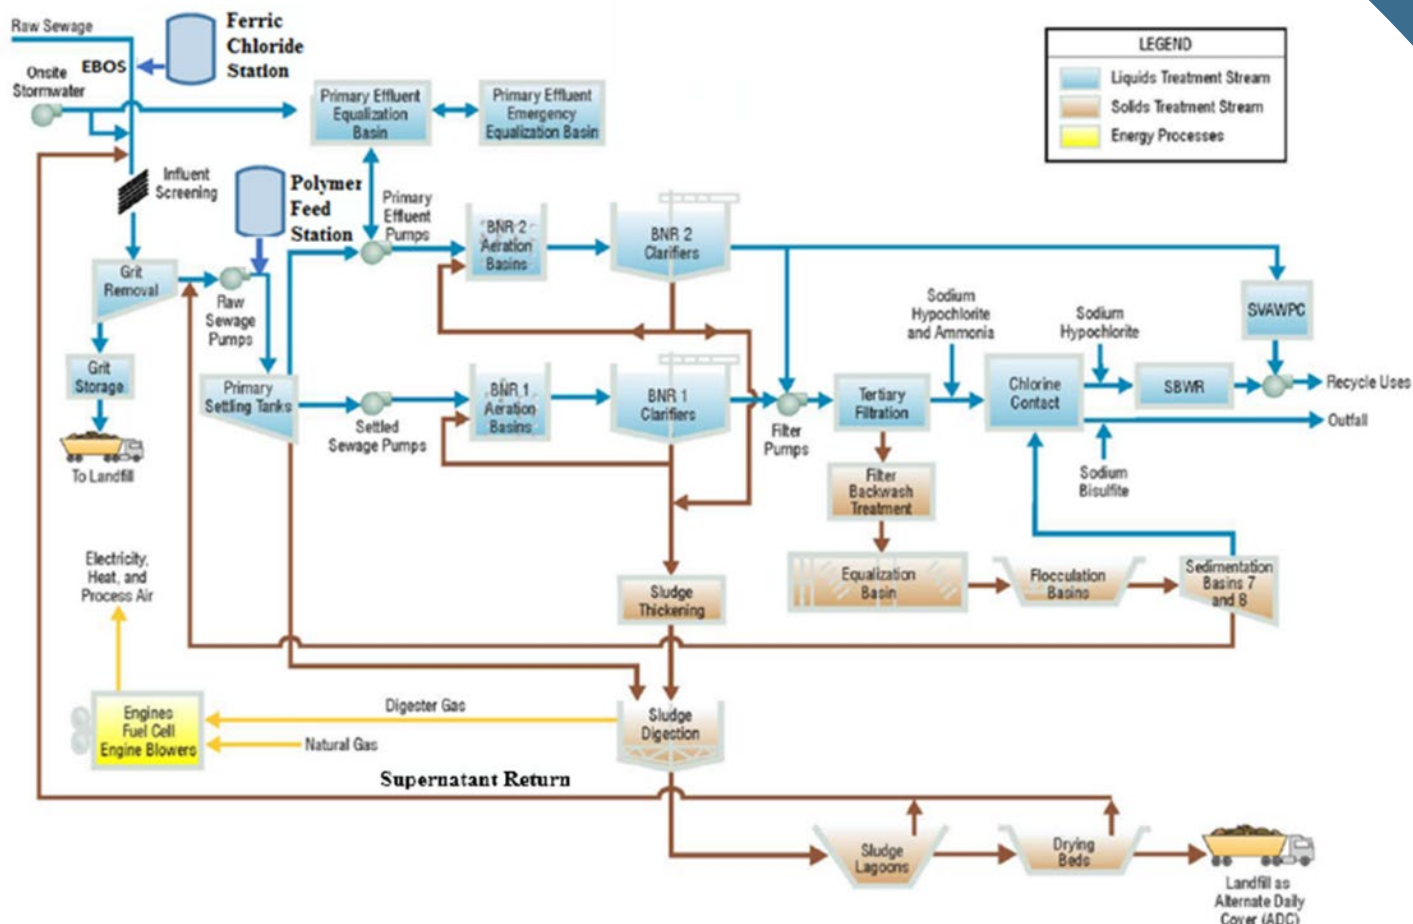 Raw Sewage
Ferric
Chloride
Station
EBOS
Onsite
Stormwater
Primary Effluent
Equalization
Basin
Primary Effluent
Emergency
Equalization Basin
LEGEND
Liquids Treatment Stream
Solids Treatment Stream
Energy Processes
Influent
Screening
Polymer
Feed
Station
Primary
Effluent
Pumps
BNR 2
Aeration
Basins
BNR 2
Clarifiers
Grit
Removal
Raw
Sewage
Pumps
Sodium
Hypochlorite
and Ammonia
Sodium
Hypochlorite
SVAWPC
Grit
Storage
Primary
Settling Tanks
BNR 1
Aeration
Basins
BNR 1
Clarifiers
Tertiary
Filtration
Chlorine
Contact
SBWR
Recycle Uses
Outfall
Settled
Sewage Pumps
Filter
Pumps
To Landfill
Filter
Backwash
Treatment
Sodium
Bisulfite
Electricity,
Heat, and
Process Air
Sludge
Thickening
Equalization
Basin
Flocculation
Basins
Sedimentation
Basins 7
and 8
Engines
Fuel Cell
Engine Blowers
Digester Gas
Natural Gas
Sludge
Digestion
Supernatant Return
Sludge
Lagoons
Drying
Beds
Landfill as
Alternate Daily
Cover (ADC)